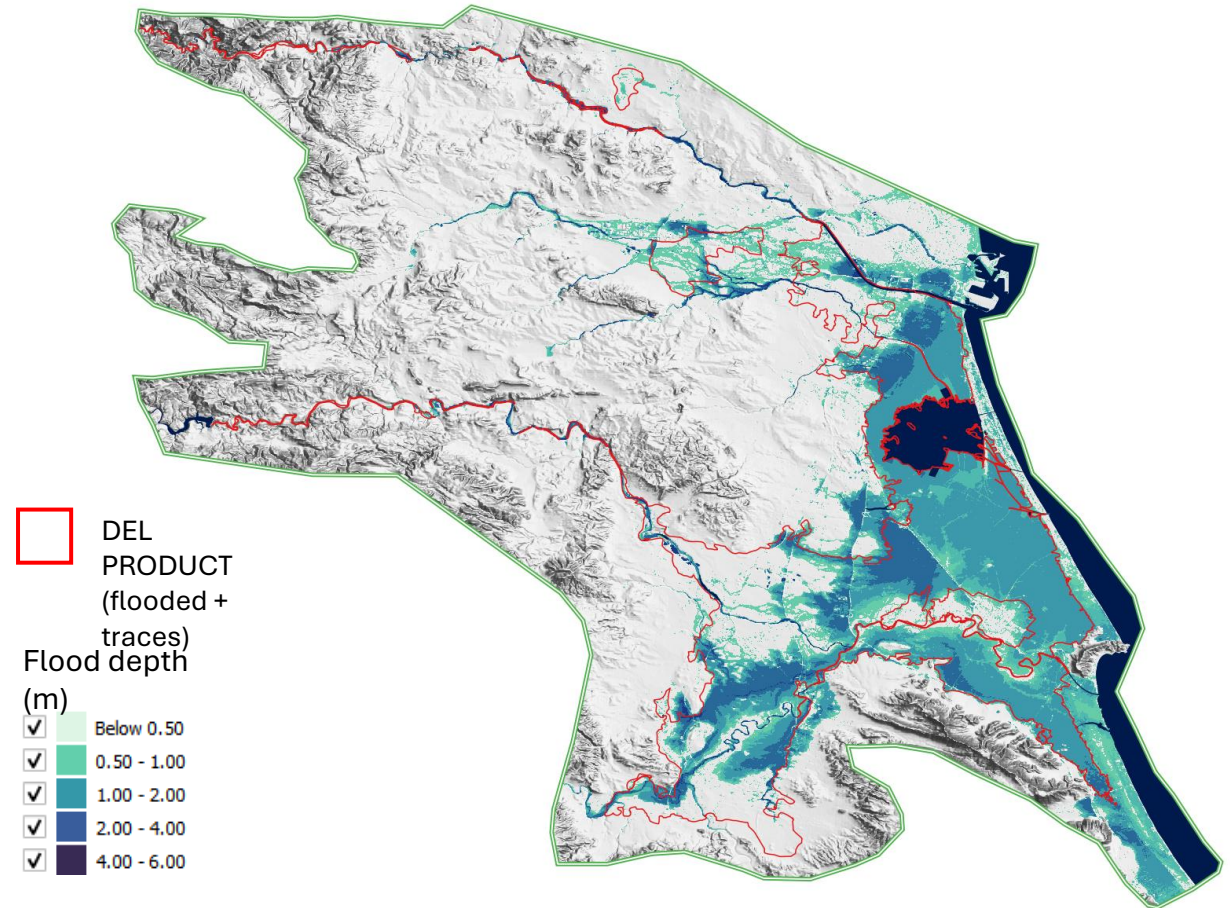 DEL
PRODUCT
(flooded +
traces)
Flood depth
(m)
Below 0.50
0.50 - 1.00
1.00 - 2.00
2.00 - 4.00
4.00 - 6.00